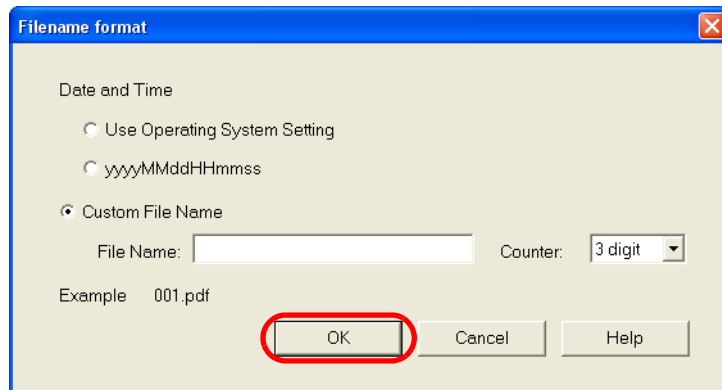 Filename format
Date and Time
Use Operating System Setting
yyyyMMddHHmmss
Custom File Name
File Name: Counter: 3 digit
Example 001.pdf
OK Cancel Help